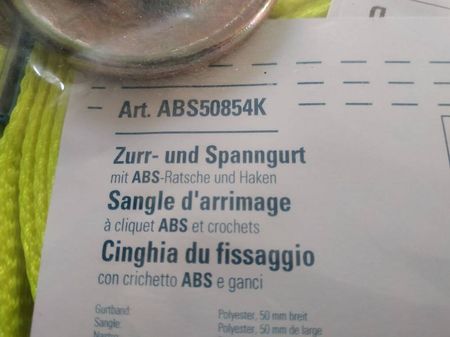 Art. ABS50854K
Zurr- und Spanngurt
mit ABS-Ratsche und Haken
Sangle d'arrimage
à cliquet ABS et crochets
Cinghia du fissaggio
con crichetto ABS e ganci
Gurtband: Polyester, 50 mm breit
Sangle: Polyester, 50 mm de large